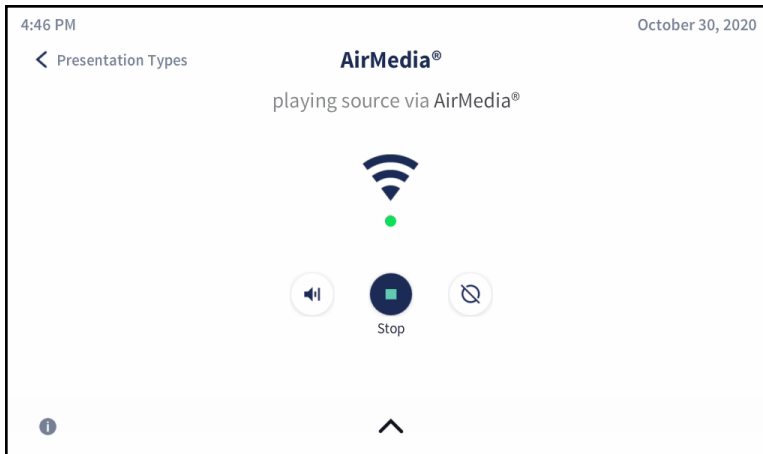 4:46 PM
October 30, 2020
Presentation Types
AirMedia®
playing source via AirMedia®
Stop